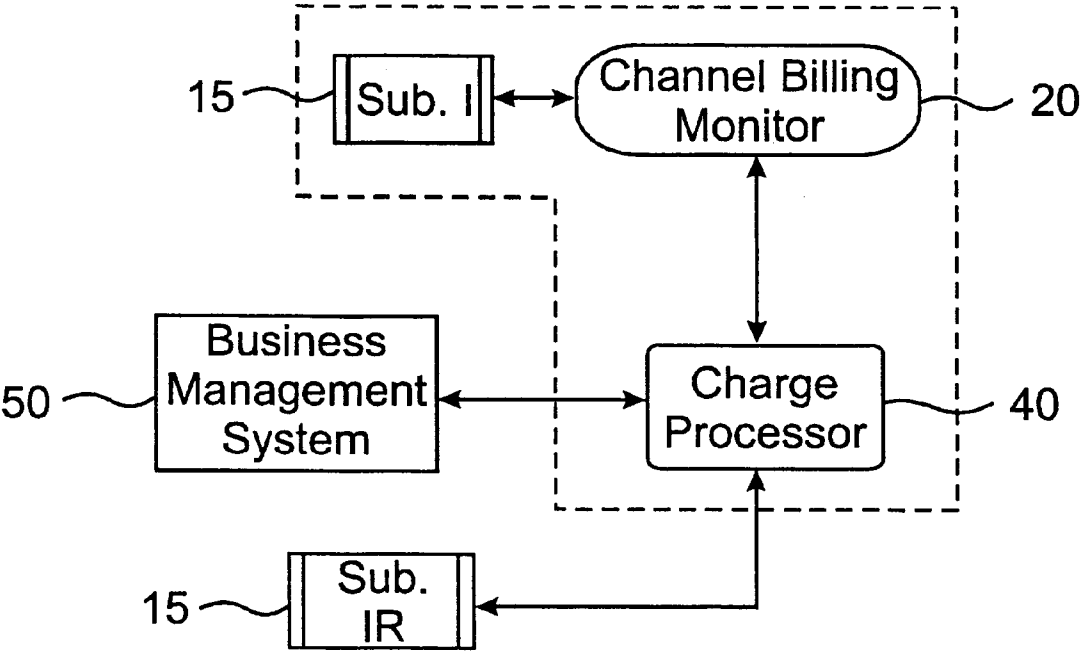 15
Sub. I
Channel Billing
Monitor
20
Business
Management
System
50
Charge
Processor
40
Sub.
IR
15